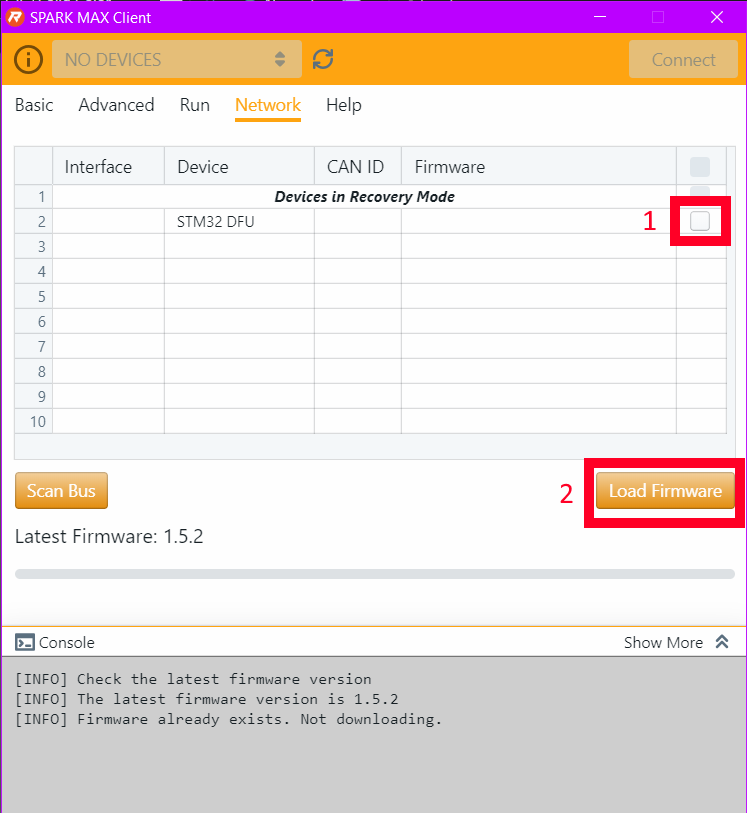 SPARK MAX Client
NO DEVICES
Connect
Basic Advanced Run Network Help
Interface Device CAN ID Firmware
1 Devices in Recovery Mode
2 STM32 DFU 1
3
4
5
6
7
8
9
10
Scan Bus 2 Load Firmware
Latest Firmware: 1.5.2
Console Show More
[INFO] Check the latest firmware version
[INFO] The latest firmware version is 1.5.2
[INFO] Firmware already exists. Not downloading.